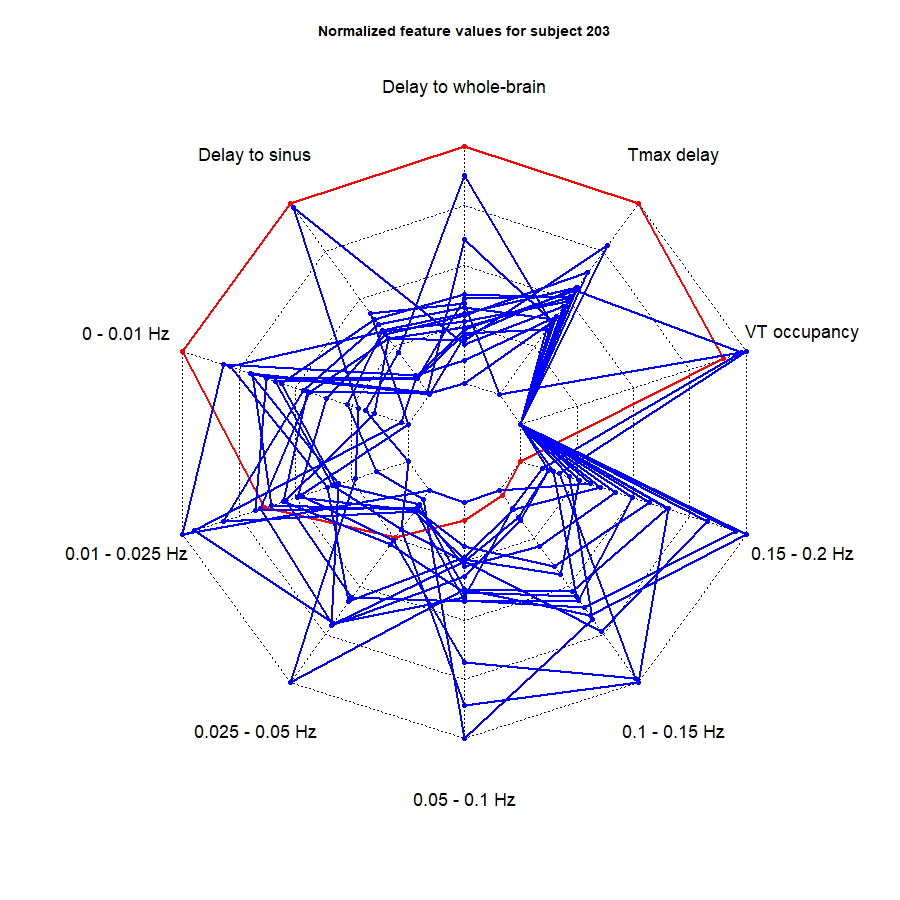 Normalized feature values for subject 203
Delay to whole-brain
Delay to sinus
Tmax delay
0 - 0.01 Hz
VT occupancy
0.01 - 0.025 Hz
0.15 - 0.2 Hz
0.025 - 0.05 Hz
0.1 - 0.15 Hz
0.05 - 0.1 Hz